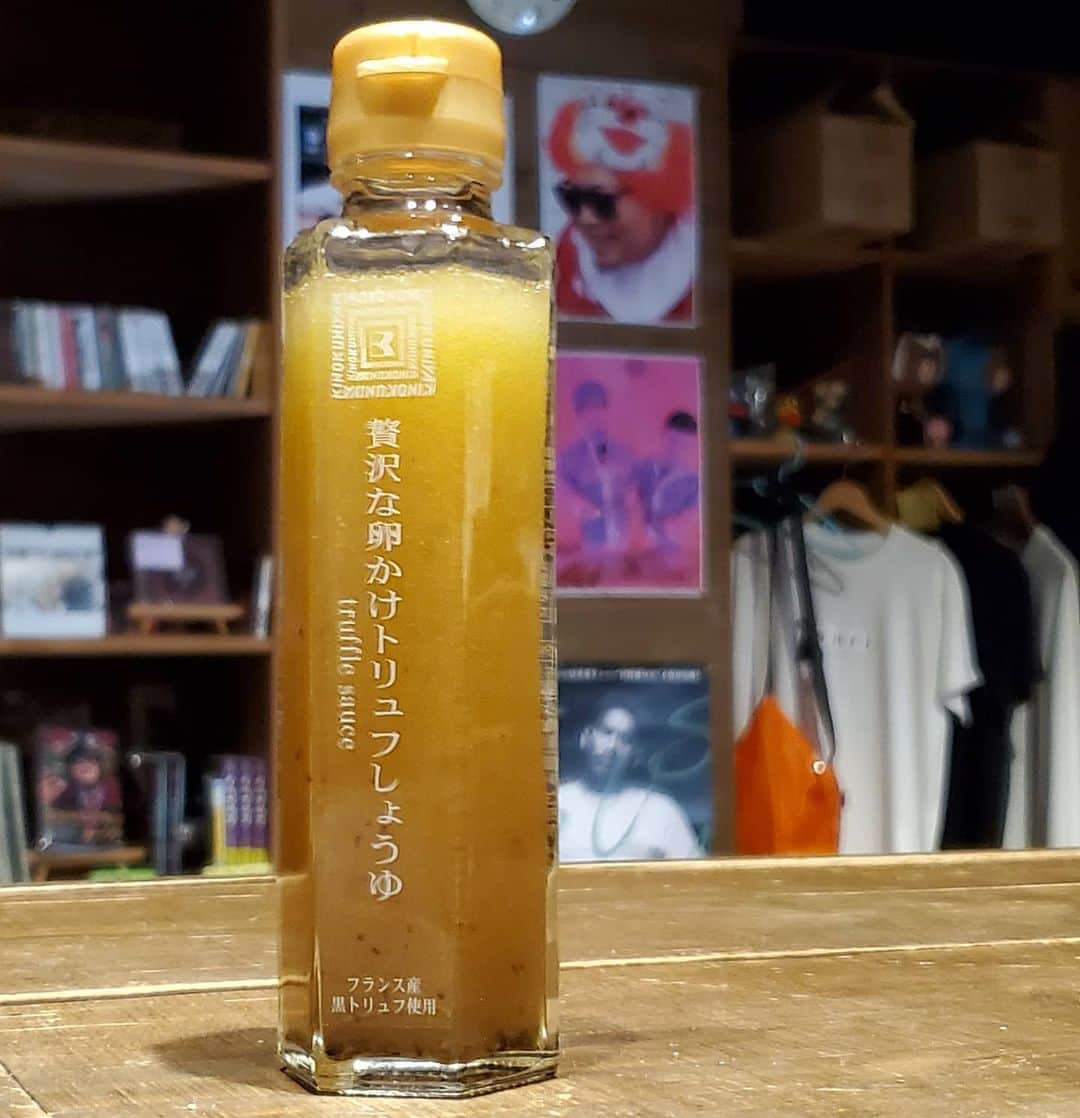 KINOKUNIYA
贅沢な卵かけトリュフしょうゆ
truffle sauce
フランス産
黒トリュフ使用